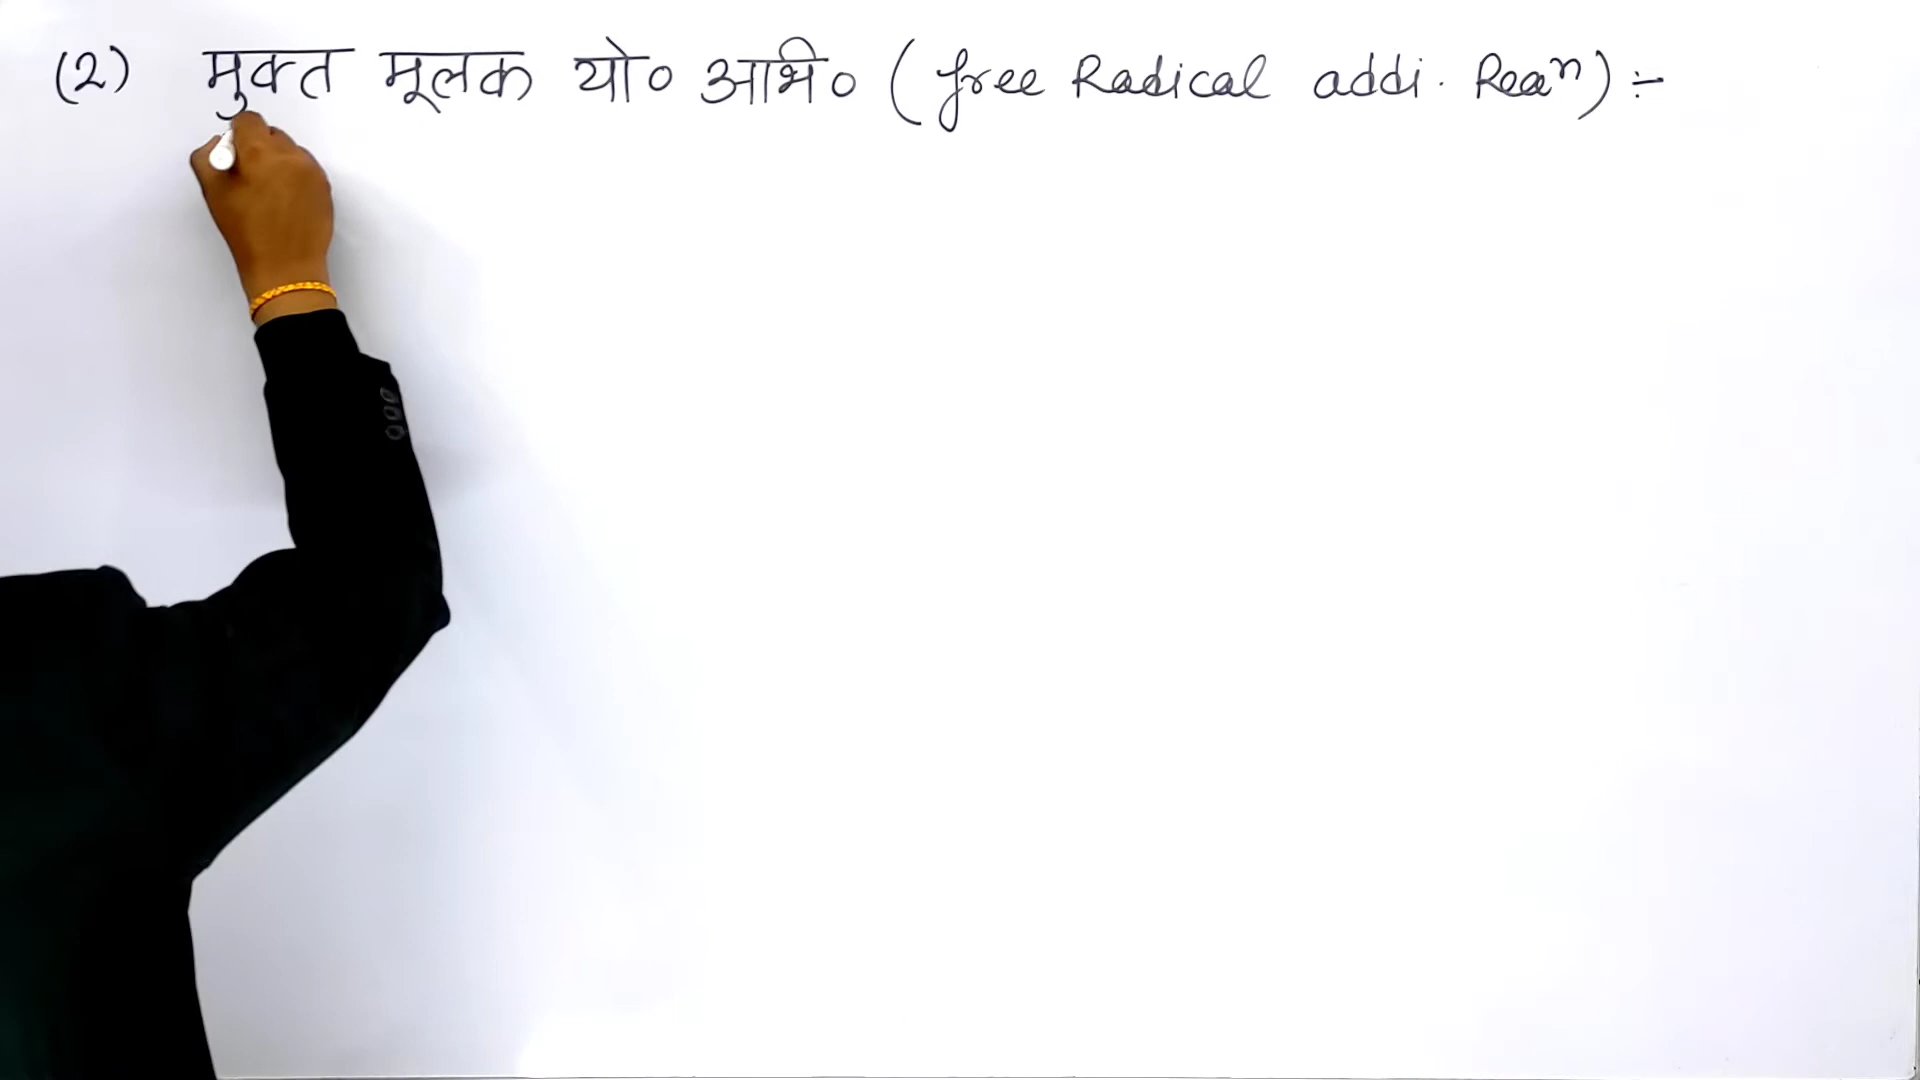 (2) मुक्त मूलक यो० आभि० ( free Radical addi. Reaⁿ) :-